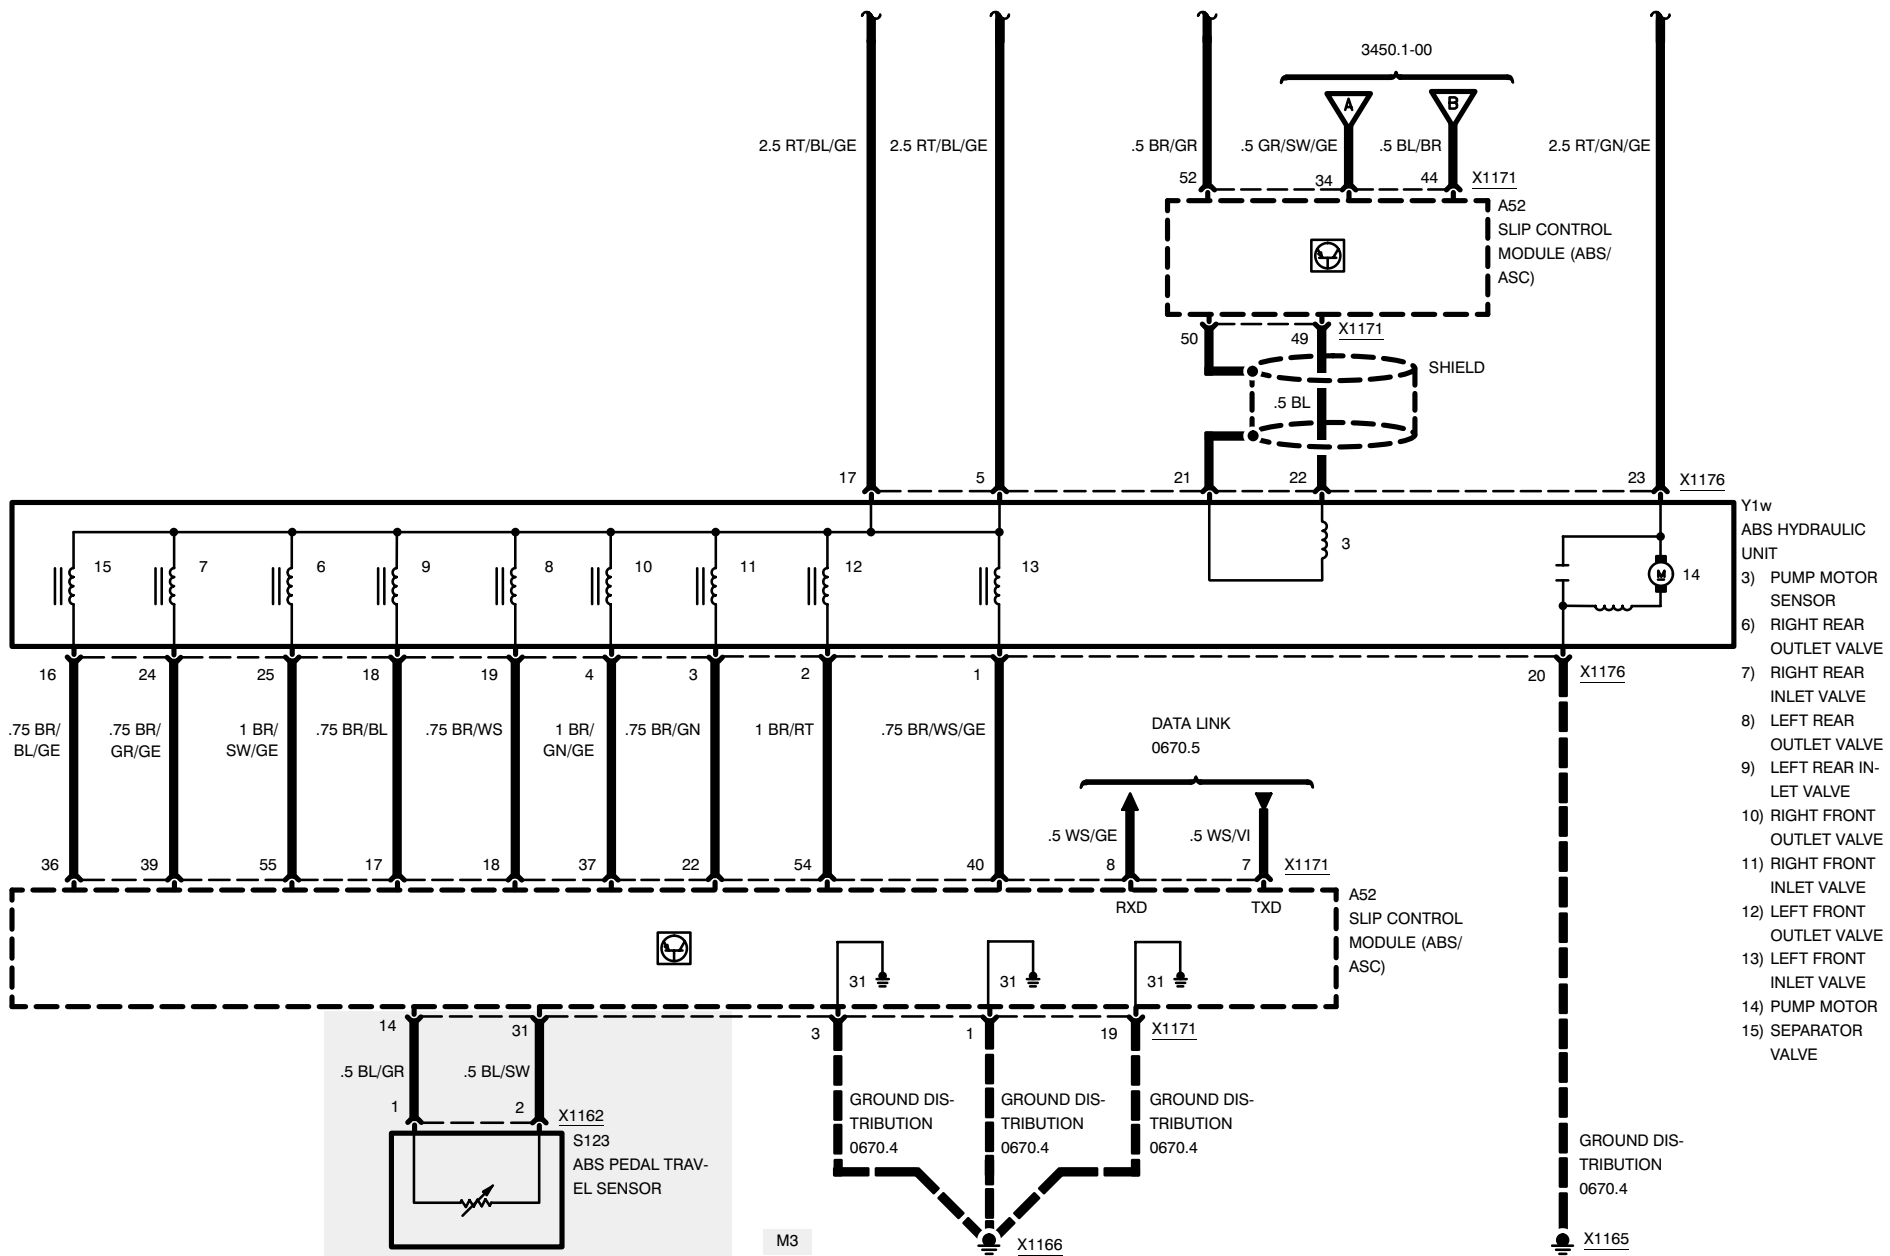 3450.1-00
A B
2.5 RT/BL/GE 2.5 RT/BL/GE .5 BR/GR .5 GR/SW/GE .5 BL/BR 2.5 RT/GN/GE
52 34 44 X1171
A52
SLIP CONTROL
MODULE (ABS/
ASC)
50 49 X1171
SHIELD
.5 BL
17 5 21 22 23 X1176
15 7 6 9 8 10 11 12 13 3 M 14
Y1w
ABS HYDRAULIC
UNIT
3) PUMP MOTOR
SENSOR
6) RIGHT REAR
OUTLET VALVE
7) RIGHT REAR
INLET VALVE
8) LEFT REAR
OUTLET VALVE
9) LEFT REAR IN-
LET VALVE
10) RIGHT FRONT
OUTLET VALVE
11) RIGHT FRONT
INLET VALVE
12) LEFT FRONT
OUTLET VALVE
13) LEFT FRONT
INLET VALVE
14) PUMP MOTOR
15) SEPARATOR
VALVE
16 24 25 18 19 4 3 2 1 20 X1176
.75 BR/
BL/GE
.75 BR/
GR/GE
1 BR/
SW/GE
.75 BR/BL
.75 BR/WS
1 BR/
GN/GE
.75 BR/GN
1 BR/RT
.75 BR/WS/GE
DATA LINK
0670.5
.5 WS/GE .5 WS/VI
36 39 55 17 18 37 22 54 40 8 7 X1171
RXD TXD
A52
SLIP CONTROL
MODULE (ABS/
ASC)
31 31 31
14 31 3 1 19 X1171
.5 BL/GR .5 BL/SW
1 2 X1162
S123
ABS PEDAL TRAV-
EL SENSOR
GROUND DIS-
TRIBUTION
0670.4
GROUND DIS-
TRIBUTION
0670.4
GROUND DIS-
TRIBUTION
0670.4
GROUND DIS-
TRIBUTION
0670.4
M3
X1166
X1165